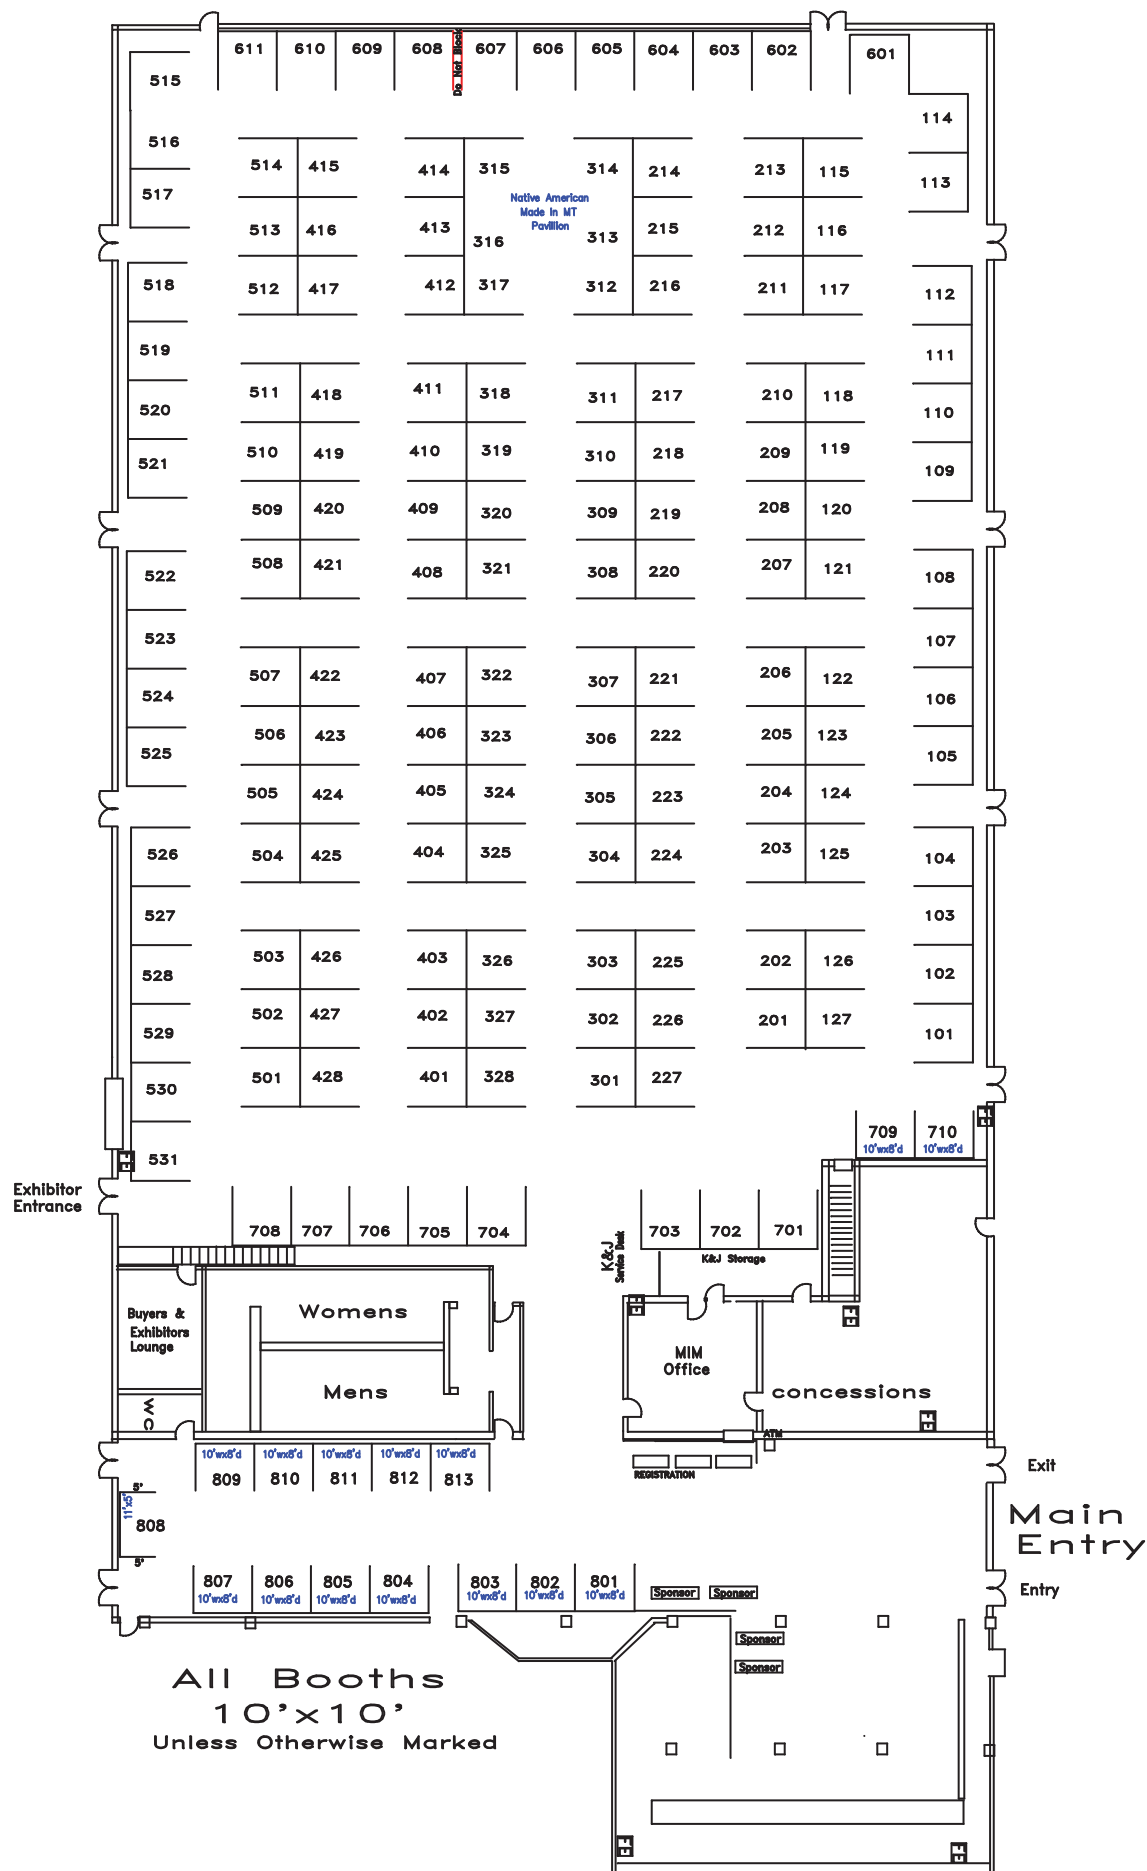 611 610 609 608 607 606 605 604 603 602 601
Do Not Block
515
114
516
514 415 414 315 314 214 213 115 113
517
Native American
Made In MT
Pavillion
513 416 413 316 313 215 212 116
518 512 417 412 317 312 216 211 117 112
519 111
511 418 411 318 311 217 210 118
520 110
510 419 410 319 310 218 209 119
521 109
509 420 409 320 309 219 208 120
522 508 421 408 321 308 220 207 121 108
523 107
507 422 407 322 307 221 206 122
524 106
506 423 406 323 306 222 205 123
525 105
505 424 405 324 305 223 204 124
526 504 425 404 325 304 224 203 125 104
527 103
503 426 403 326 303 225 202 126
528 102
502 427 402 327 302 226 201 127
529 101
501 428 401 328 301 227
530
709 710
10'wx8'd 10'wx8'd
531
Exhibitor
Entrance
708 707 706 705 704 703 702 701
K&J
Service Desk
K&J Storage
Buyers &
Exhibitors
Lounge
Womens
Mens
WC
MIM
Office
concessions
ATM
REGISTRATION
10'wx8'd 10'wx8'd 10'wx8'd 10'wx8'd 10'wx8'd
809 810 811 812 813
Exit
5'
11'x5'
808
5'
Main
Entry
Entry
807 806 805 804 803 802 801
10'wx8'd 10'wx8'd 10'wx8'd 10'wx8'd 10'wx8'd 10'wx8'd 10'wx8'd
Sponsor Sponsor
Sponsor
Sponsor
All Booths
10'x10'
Unless Otherwise Marked